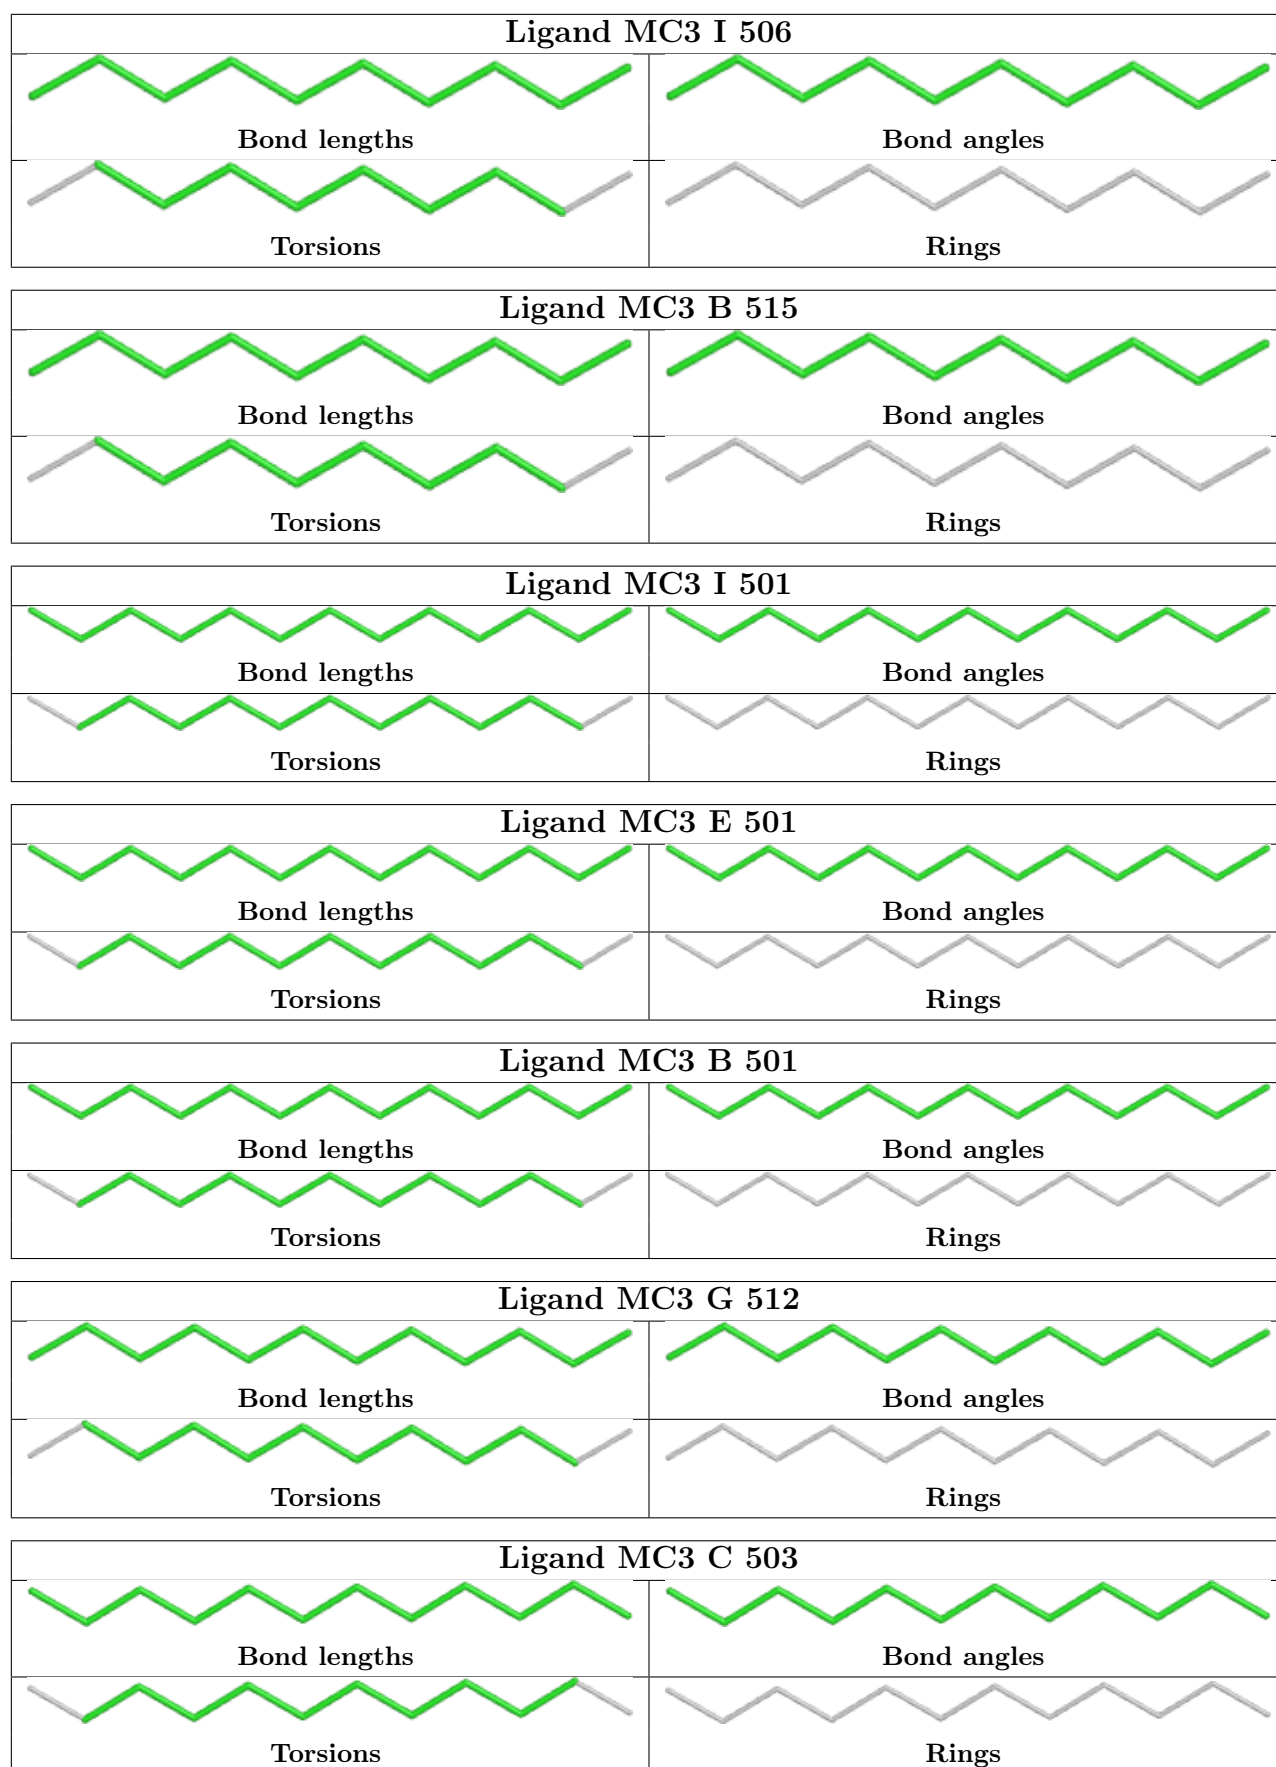 Ligand MC3 I 506
Bond lengths Bond angles
Torsions Rings
Ligand MC3 B 515
Bond lengths Bond angles
Torsions Rings
Ligand MC3 I 501
Bond lengths Bond angles
Torsions Rings
Ligand MC3 E 501
Bond lengths Bond angles
Torsions Rings
Ligand MC3 B 501
Bond lengths Bond angles
Torsions Rings
Ligand MC3 G 512
Bond lengths Bond angles
Torsions Rings
Ligand MC3 C 503
Bond lengths Bond angles
Torsions Rings